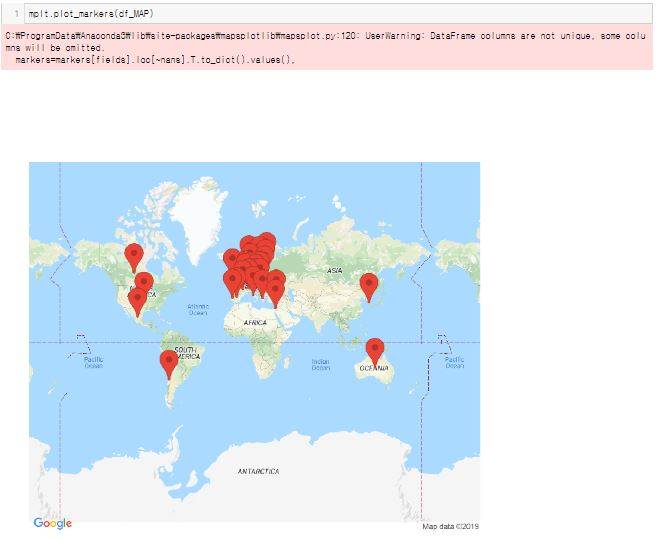 1 mplt.plot_markers(df_MAP)
C:₩ProgramData₩Anaconda3₩lib₩site-packages₩mapsplotlib₩mapsplot.py:120: UserWarning: DataFrame columns are not unique, some colu
mns will be omitted.
markers=markers[fields].loc[~nans].T.to_dict().values(),
ASIA
Atlantic
Ocean
AFRICA
SOUTH
AMERICA
Pacific
Ocean
Indian
Ocean
OCEANIA
Pacific
Ocean
ANTARCTICA
Google
Map data ©2019